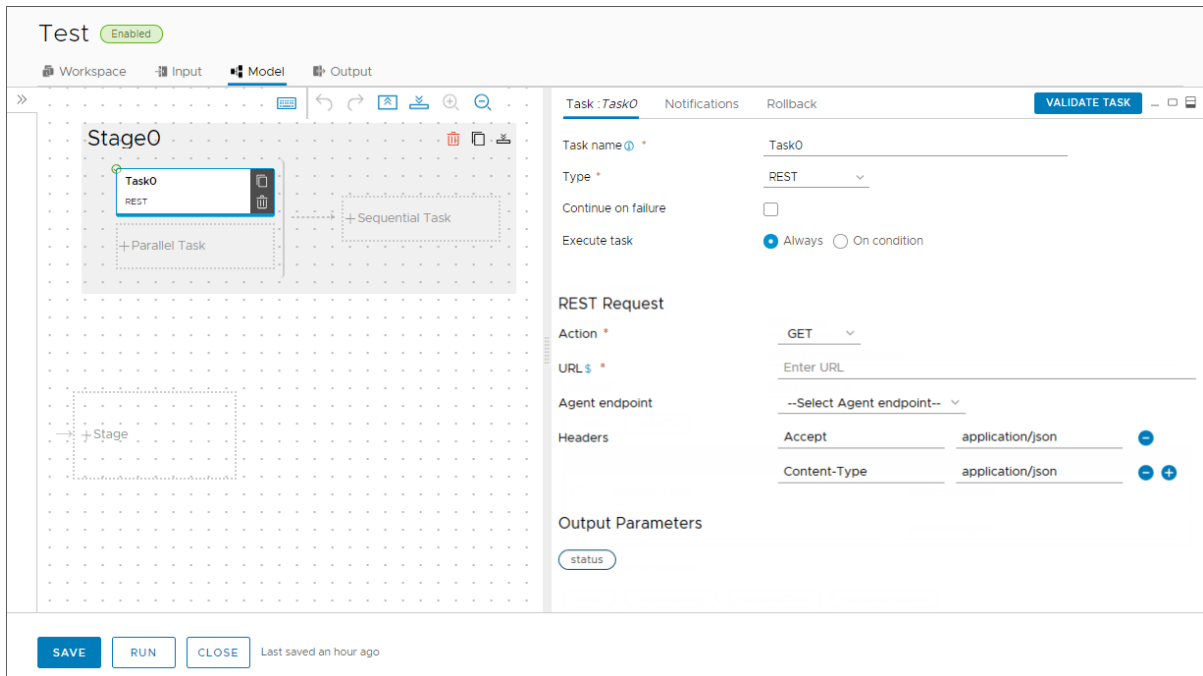 Test Enabled
Workspace Input Model Output
Stage0
Task0
REST
+Parallel Task
+Sequential Task
+Stage
Task :Task0 Notifications Rollback VALIDATE TASK
Task name *
Task0
Type *
REST
Continue on failure
Execute task
Always On condition
REST Request
Action *
GET
URL $ *
Enter URL
Agent endpoint
--Select Agent endpoint--
Headers
Accept application/json
Content-Type application/json
Output Parameters
status
SAVE RUN CLOSE Last saved an hour ago